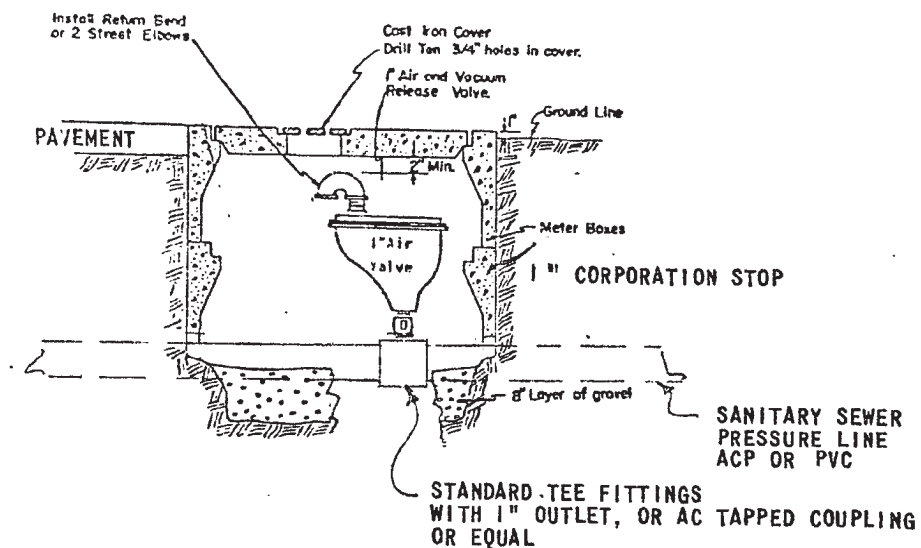 Install Return Bend
or 2 Street Elbows
Cast Iron Cover
Drill Ten 3/4" holes in cover.
1" Air and Vacuum
Release Valve.
1"
Ground Line
PAVEMENT
2" Min.
Meter Boxes
1" Air
Valve
1" CORPORATION STOP
8" Layer of gravel
SANITARY SEWER
PRESSURE LINE
ACP OR PVC
STANDARD TEE FITTINGS
WITH 1" OUTLET, OR AC TAPPED COUPLING
OR EQUAL